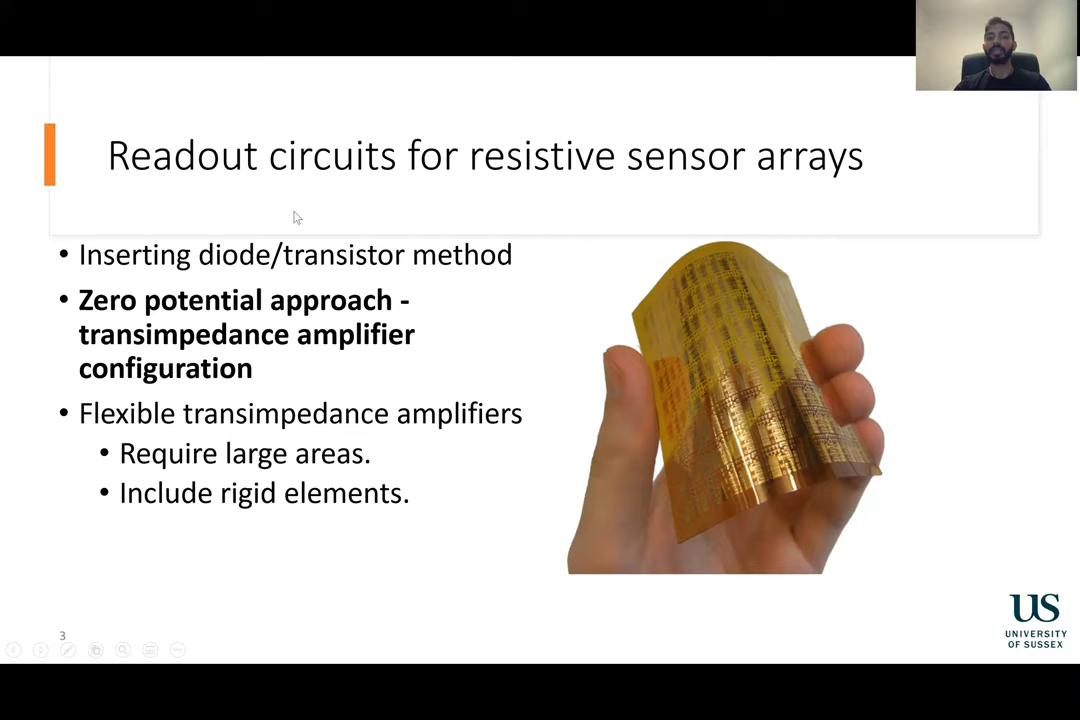 Readout circuits for resistive sensor arrays
• Inserting diode/transistor method
• Zero potential approach -
transimpedance amplifier
configuration
• Flexible transimpedance amplifiers
• Require large areas.
• Include rigid elements.
3
US
UNIVERSITY
OF SUSSEX